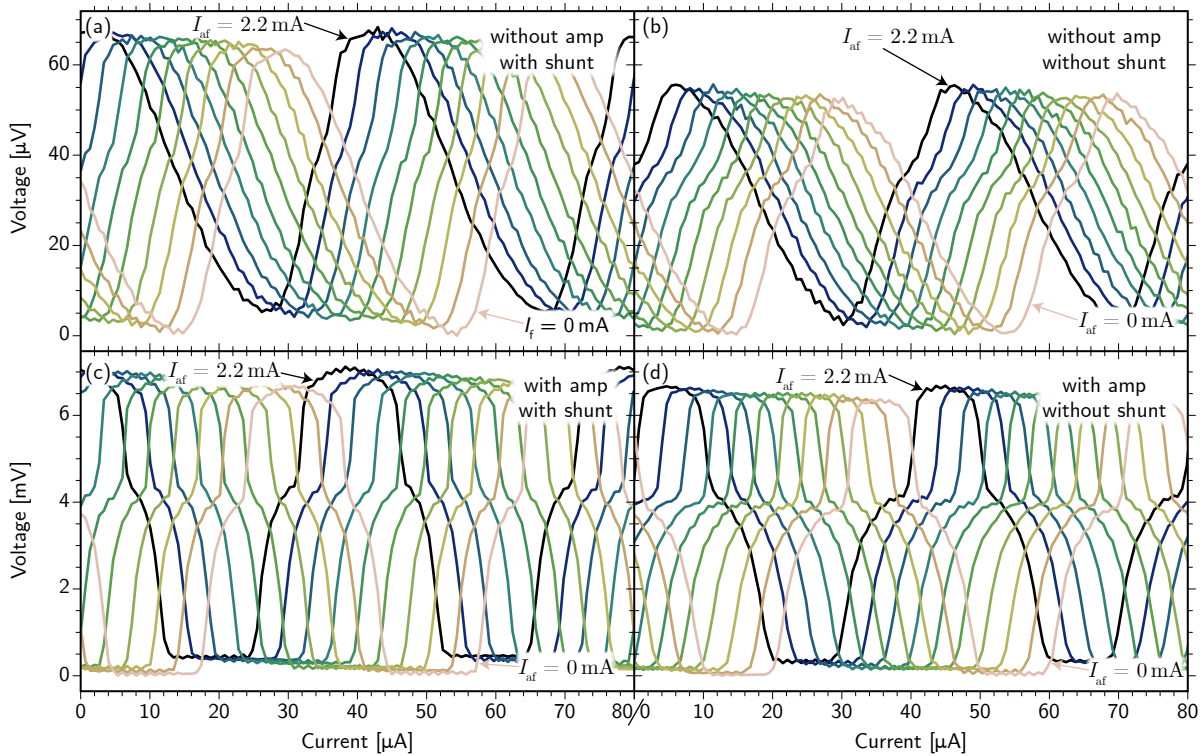 (a)
I_af = 2.2 mA
without amp
with shunt
I_f = 0 mA
(b)
I_af = 2.2 mA
without amp
without shunt
I_af = 0 mA
Voltage [µV]
60
40
20
0
(c)
I_af = 2.2 mA
with amp
with shunt
I_af = 0 mA
(d)
I_af = 2.2 mA
with amp
without shunt
I_af = 0 mA
Voltage [mV]
6
4
2
0
0 10 20 30 40 50 60 70 80
0 10 20 30 40 50 60 70 80
Current [µA]
Current [µA]